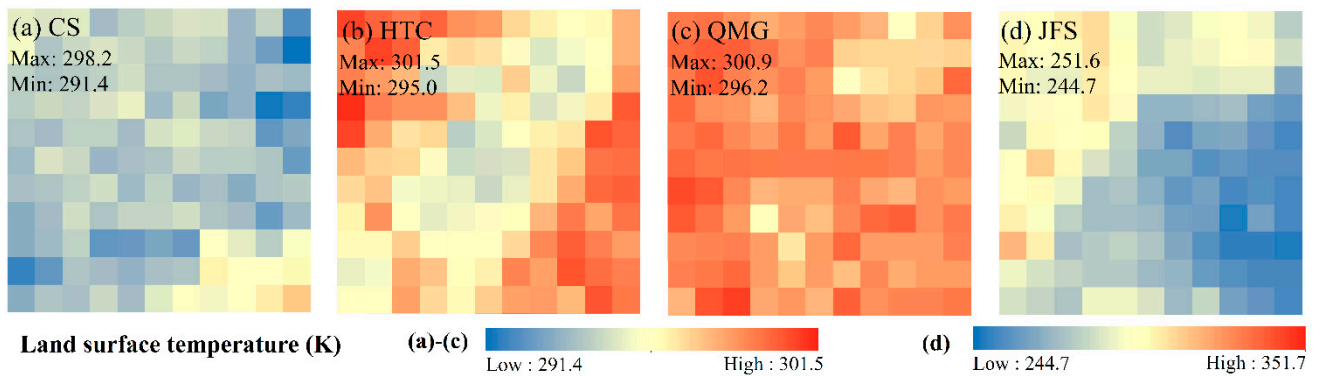 (a) CS
Max: 298.2
Min: 291.4
(b) HTC
Max: 301.5
Min: 295.0
(c) QMG
Max: 300.9
Min: 296.2
(d) JFS
Max: 251.6
Min: 244.7
Land surface temperature (K)
(a)-(c)
Low : 291.4
High : 301.5
(d)
Low : 244.7
High : 351.7